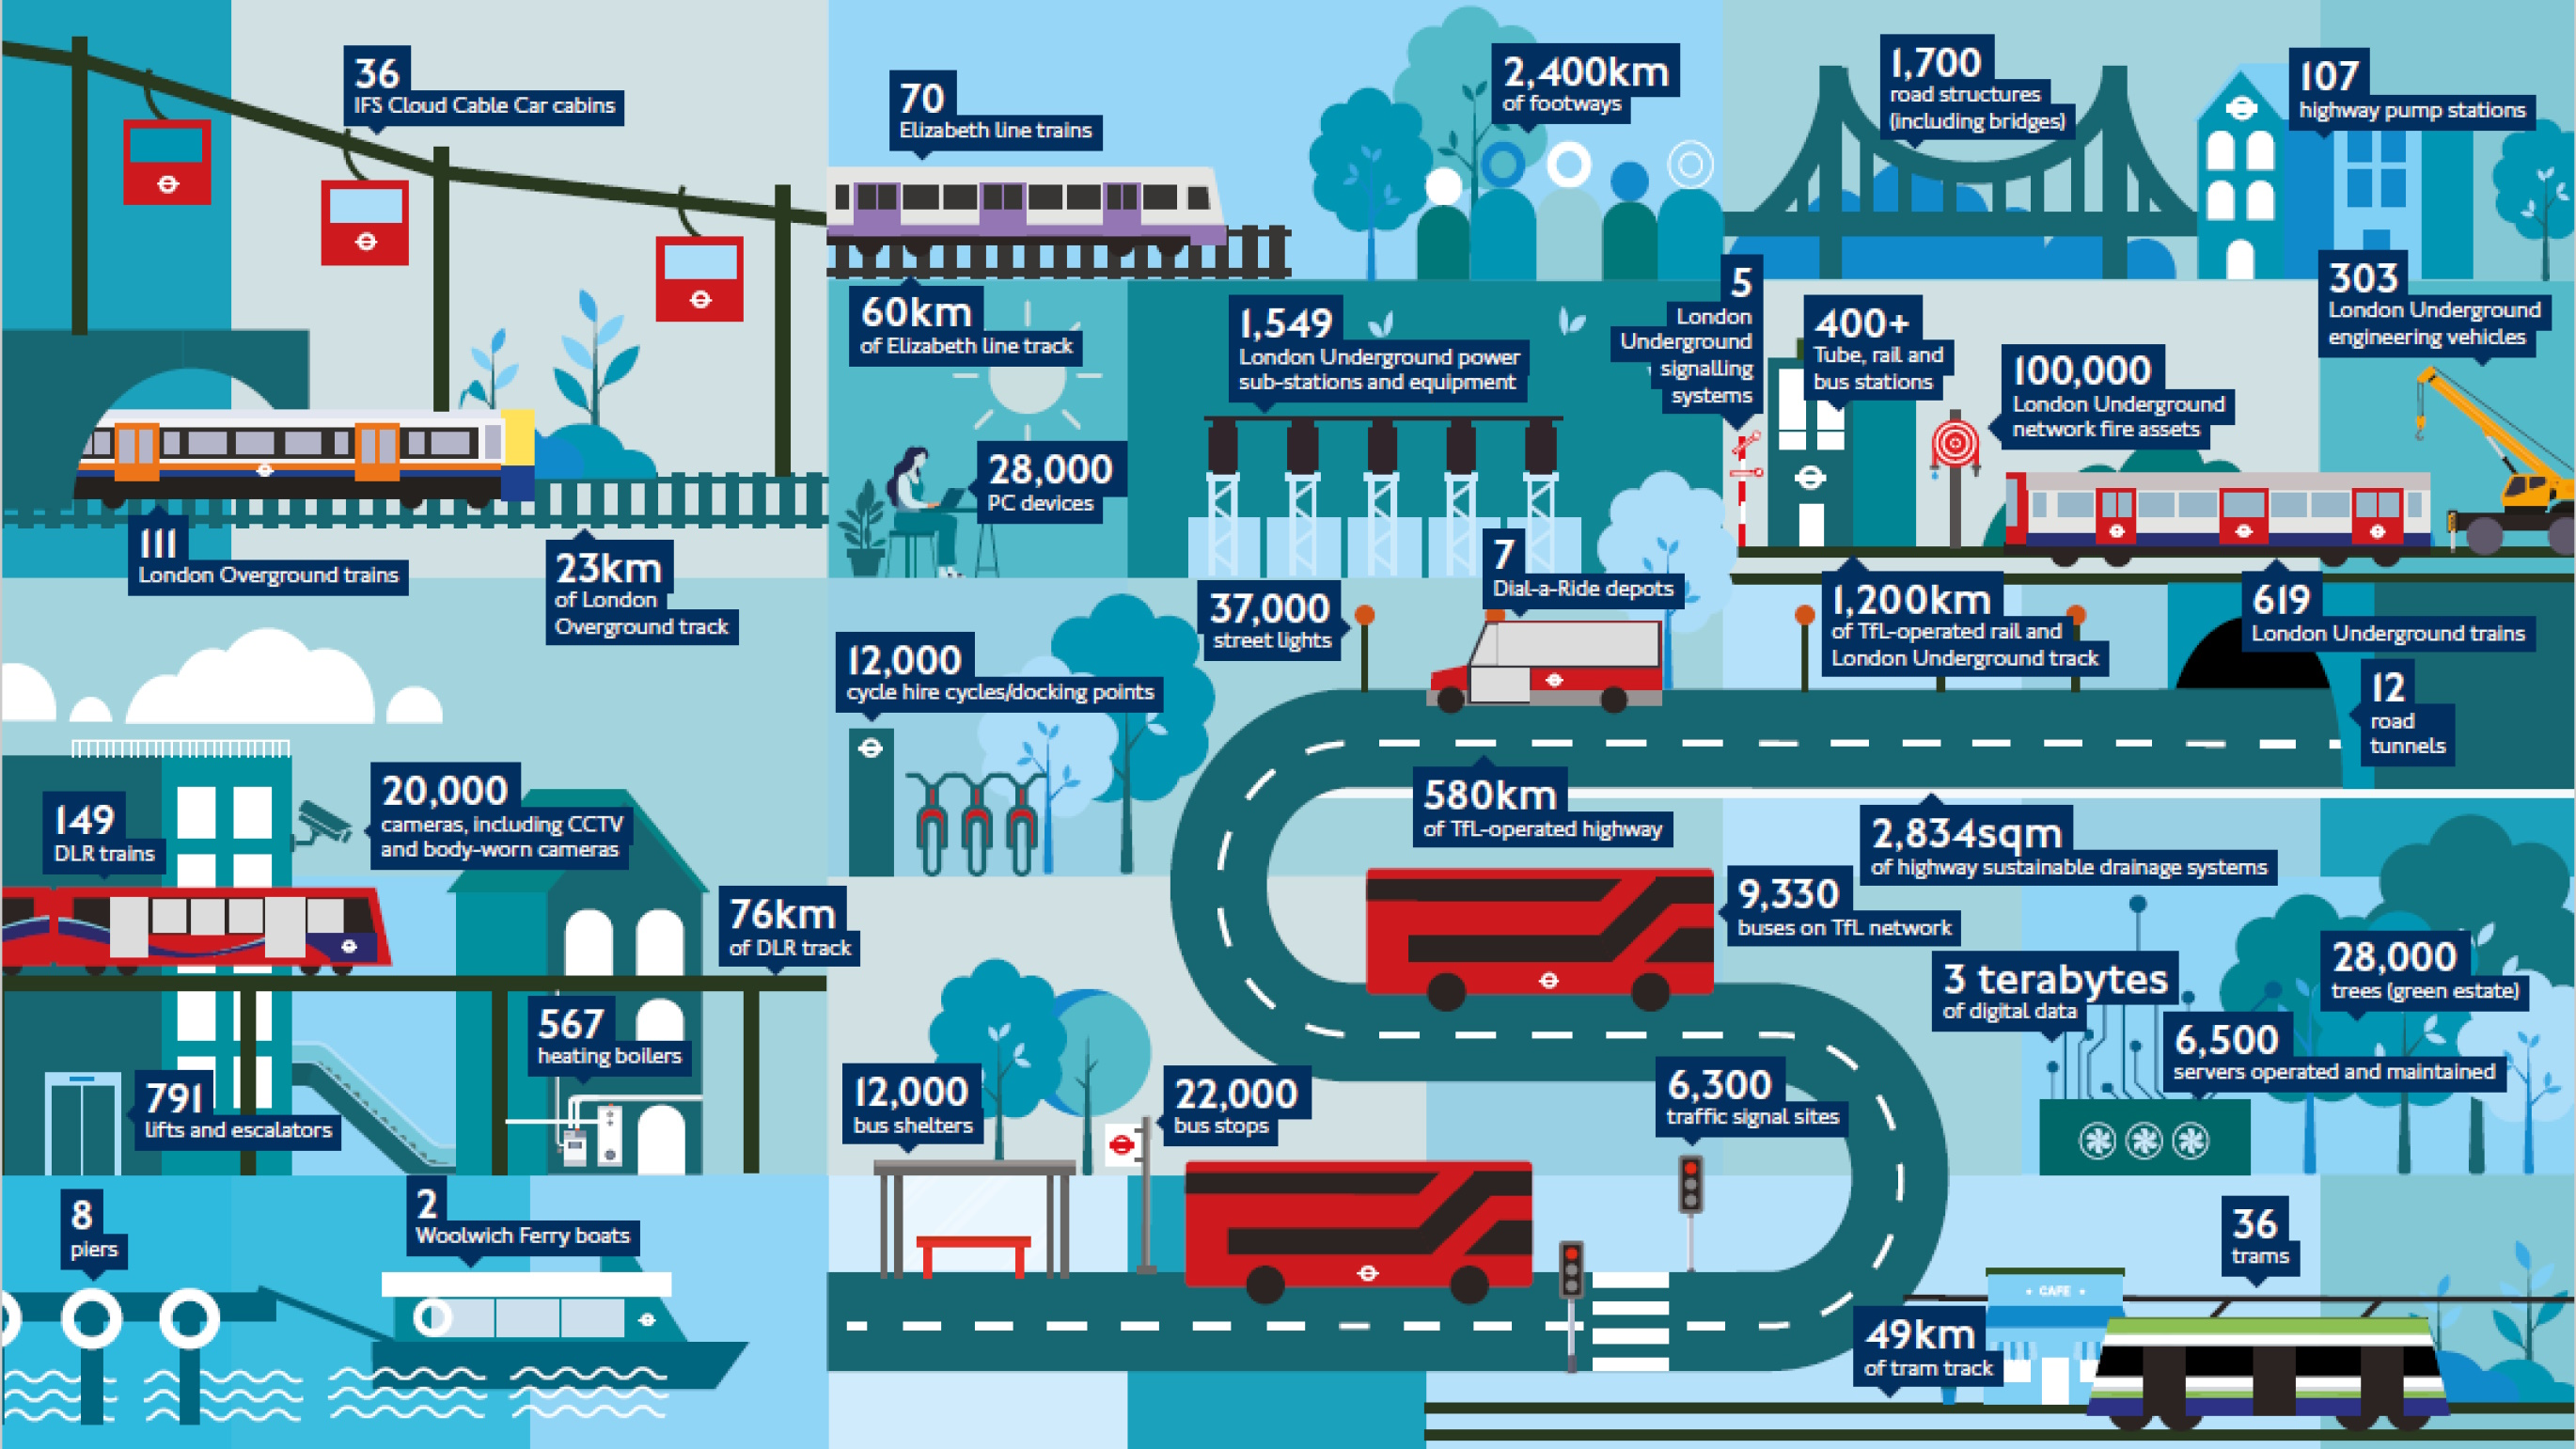 36
IFS Cloud Cable Car cabins
70
Elizabeth line trains
2,400km
of footways
1,700
road structures
(including bridges)
107
highway pump stations
60km
of Elizabeth line track
1,549
London Underground power
sub-stations and equipment
5
London
Underground
signalling
systems
400+
Tube, rail and
bus stations
100,000
London Underground
network fire assets
303
London Underground
engineering vehicles
28,000
PC devices
111
London Overground trains
23km
of London
Overground track
12,000
cycle hire cycles/docking points
37,000
street lights
7
Dial-a-Ride depots
1,200km
of TfL-operated rail and
London Underground track
619
London Underground trains
12
road
tunnels
149
DLR trains
20,000
cameras, including CCTV
and body-worn cameras
580km
of TfL-operated highway
2,834sqm
of highway sustainable drainage systems
76km
of DLR track
9,330
buses on TfL network
3 terabytes
of digital data
28,000
trees (green estate)
567
heating boilers
6,500
servers operated and maintained
791
lifts and escalators
12,000
bus shelters
22,000
bus stops
6,300
traffic signal sites
8
piers
2
Woolwich Ferry boats
36
trams
CAFE
49km
of tram track